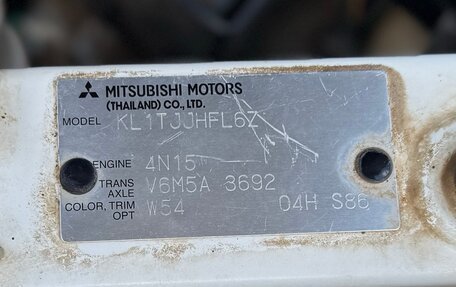 MITSUBISHI MOTORS
(THAILAND) CO., LTD.
MODEL KL1TJJHFL6Z
ENGINE 4N15
TRANS AXLE V6M5A 3692
COLOR, TRIM OPT W54 04H S86